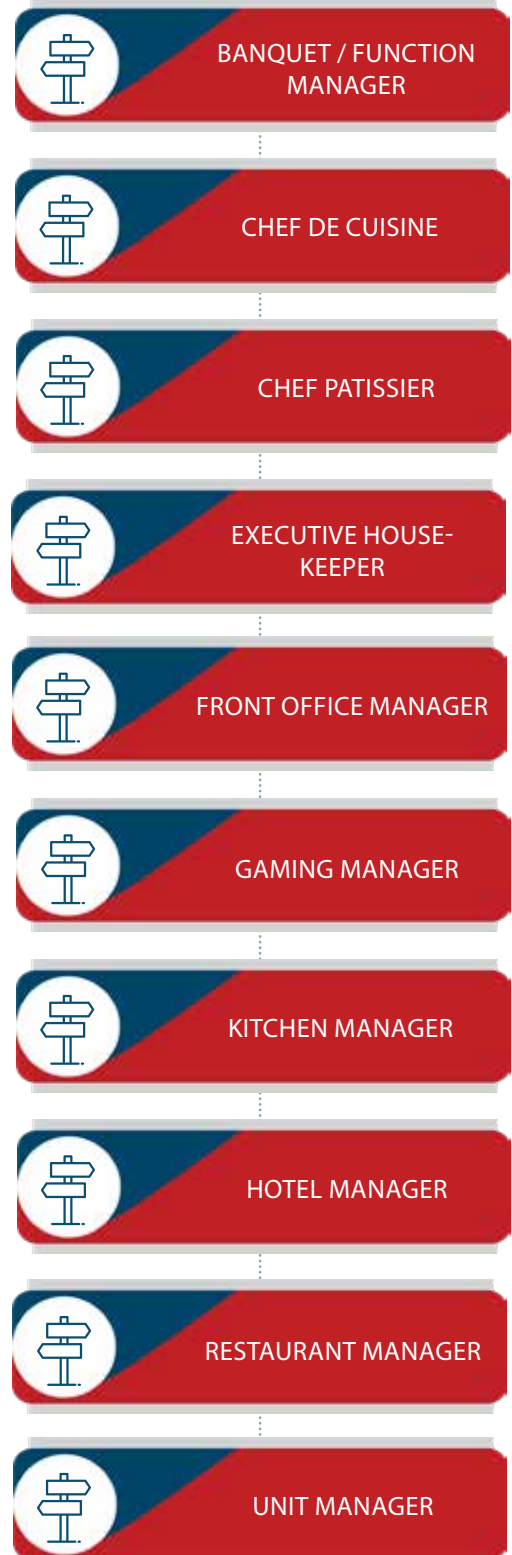 BANQUET / FUNCTION
MANAGER
CHEF DE CUISINE
CHEF PATISSIER
EXECUTIVE HOUSE-
KEEPER
FRONT OFFICE MANAGER
GAMING MANAGER
KITCHEN MANAGER
HOTEL MANAGER
RESTAURANT MANAGER
UNIT MANAGER